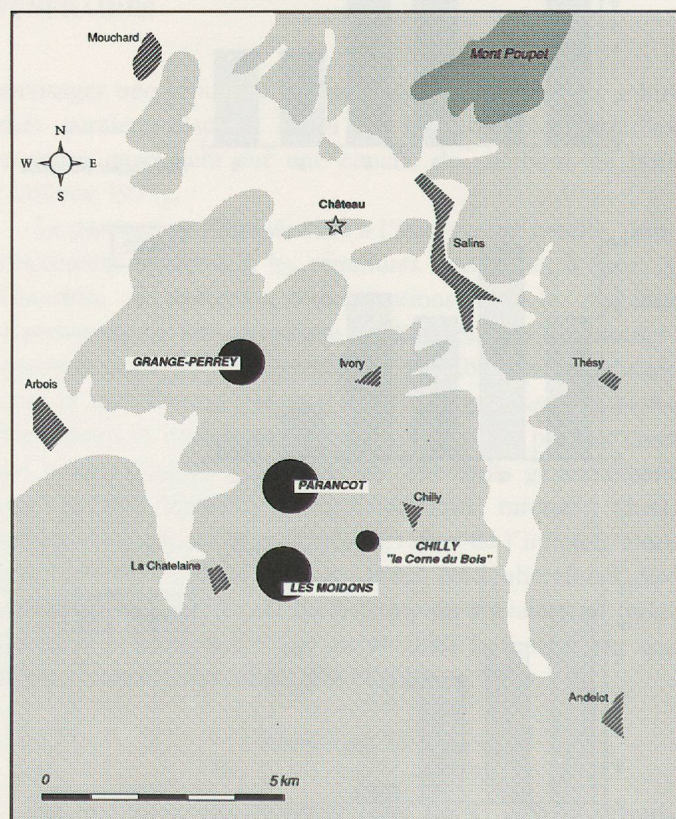 Mouchard
Mont Poupet
N
W E
S
Château
Salins
GRANGE-PERREY
Ivory
Thésy
Arbois
PARANCOT
Chilly
CHILLY
"la Corne du Bois"
La Chatelaine
LES MOIDONS
Andelot
0 5 km